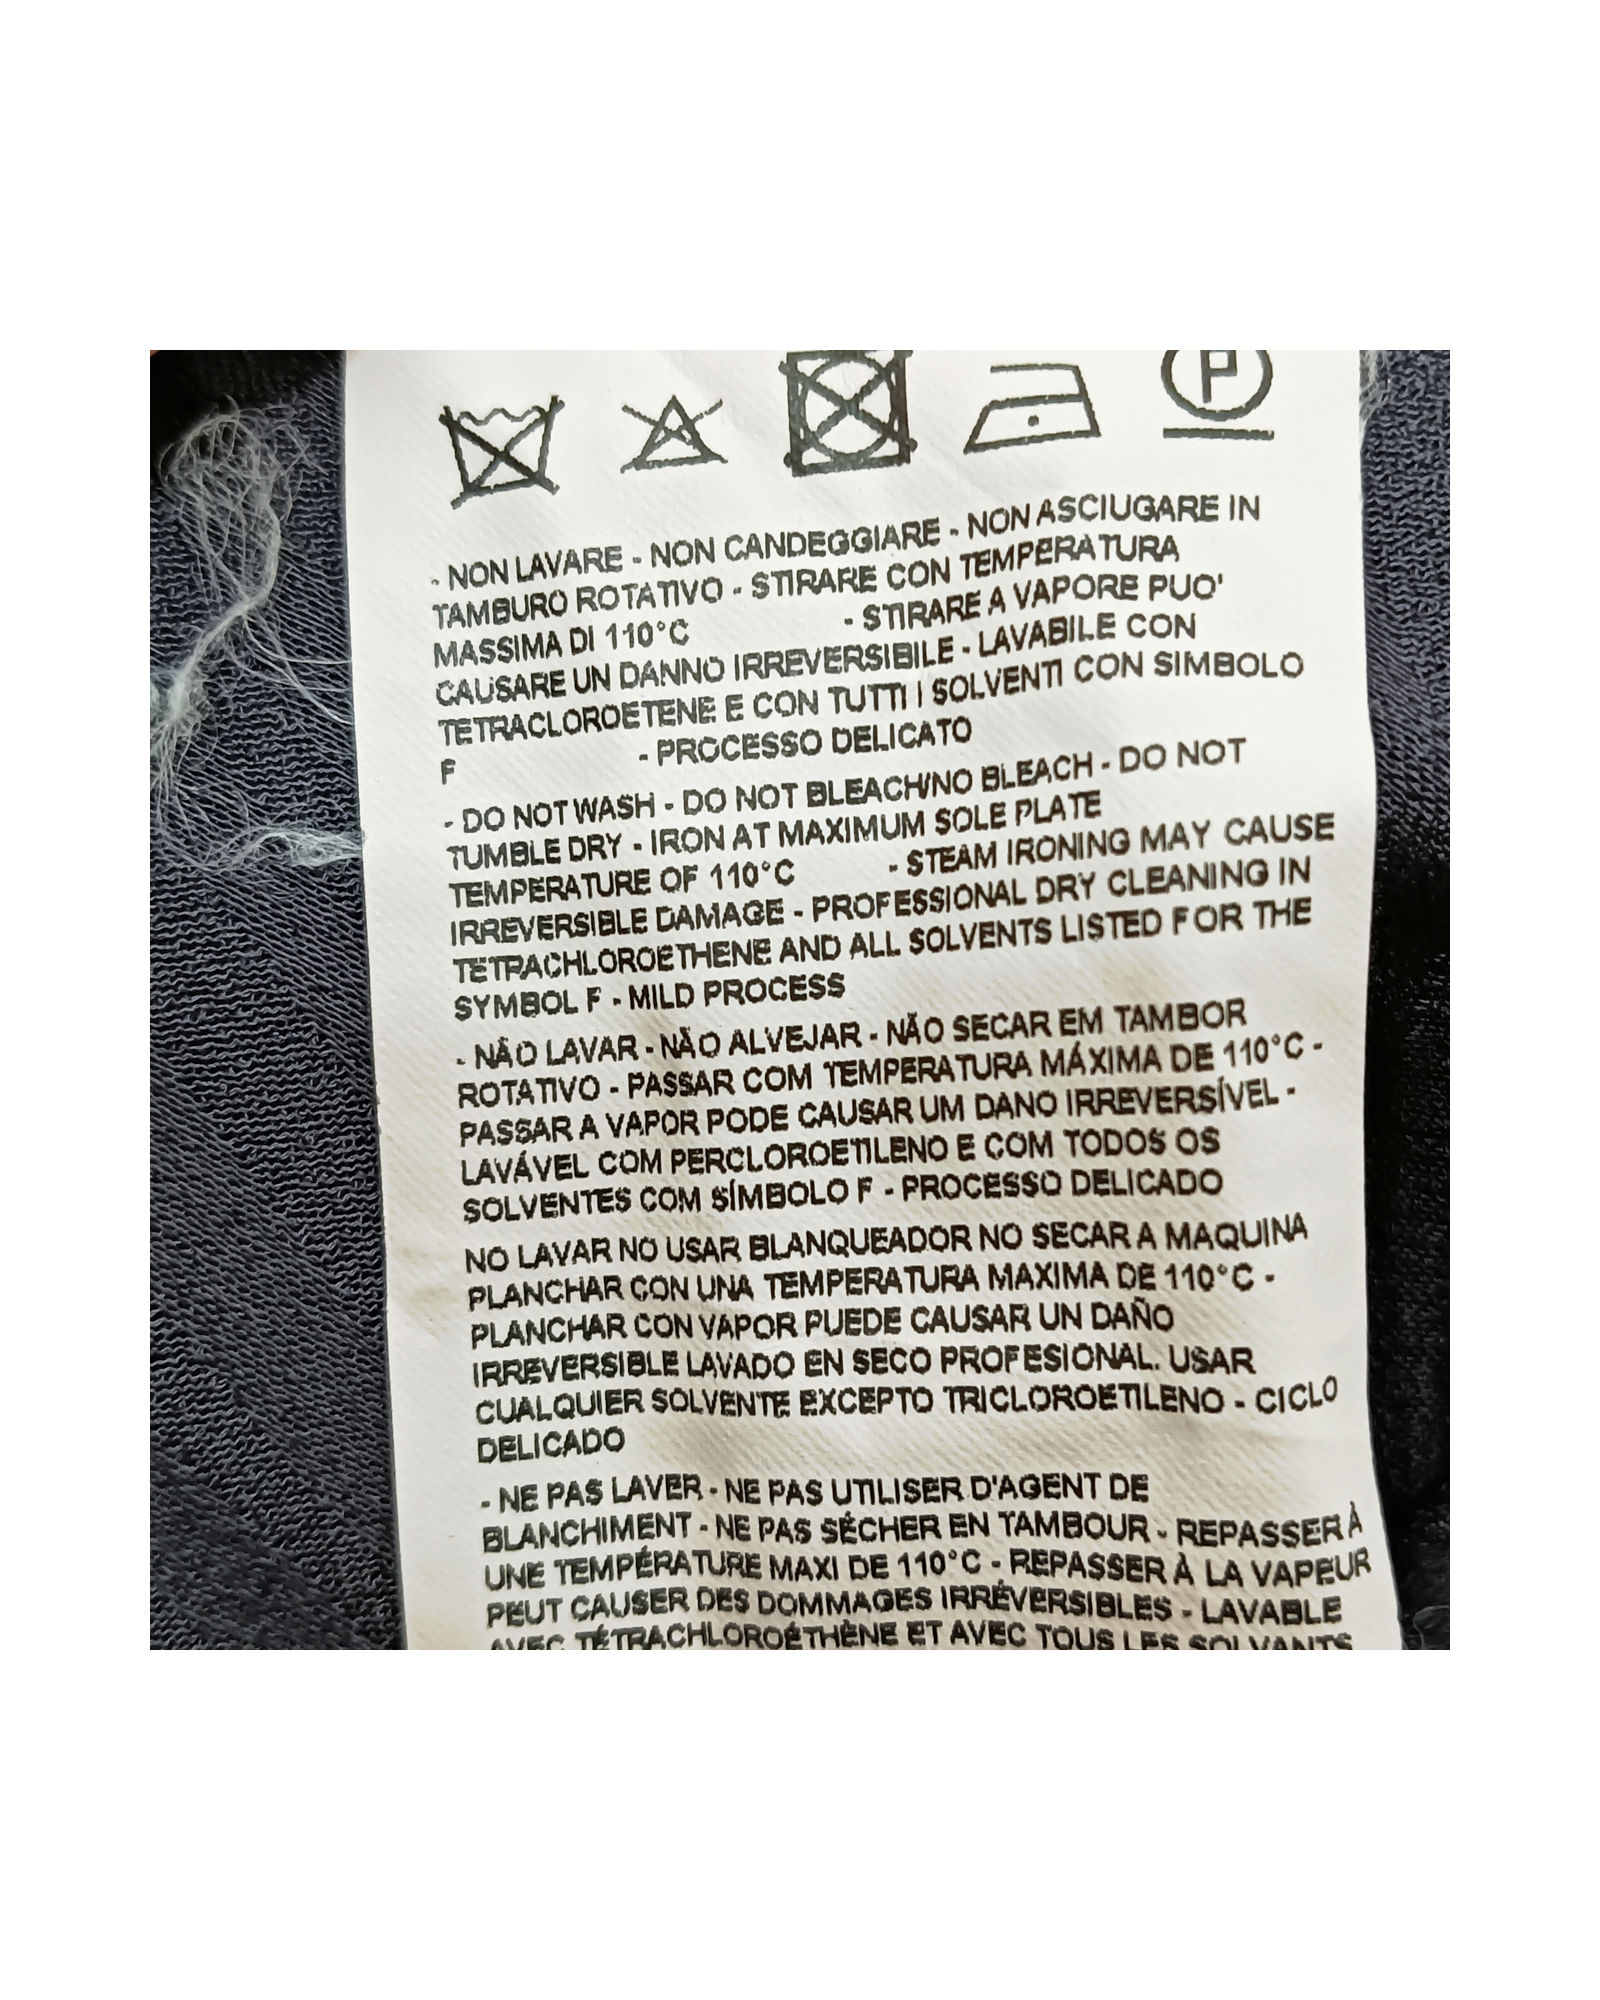 P
- NON LAVARE - NON CANDEGGIARE - NON ASCIUGARE IN
TAMBURO ROTATIVO - STIRARE CON TEMPERATURA
MASSIMA DI 110°C - STIRARE A VAPORE PUO'
CAUSARE UN DANNO IRREVERSIBILE - LAVABILE CON
TETRACLOROETENE E CON TUTTI I SOLVENTI CON SIMBOLO
F - PROCESSO DELICATO
- DO NOT WASH - DO NOT BLEACH/NO BLEACH - DO NOT
TUMBLE DRY - IRON AT MAXIMUM SOLE PLATE
TEMPERATURE OF 110°C - STEAM IRONING MAY CAUSE
IRREVERSIBLE DAMAGE - PROFESSIONAL DRY CLEANING IN
TETRACHLOROETHENE AND ALL SOLVENTS LISTED FOR THE
SYMBOL F - MILD PROCESS
- NÃO LAVAR - NÃO ALVEJAR - NÃO SECAR EM TAMBOR
ROTATIVO - PASSAR COM TEMPERATURA MÁXIMA DE 110°C -
PASSAR A VAPOR PODE CAUSAR UM DANO IRREVERSÍVEL -
LAVÁVEL COM PERCLOROETILENO E COM TODOS OS
SOLVENTES COM SÍMBOLO F - PROCESSO DELICADO
NO LAVAR NO USAR BLANQUEADOR NO SECAR A MAQUINA
PLANCHAR CON UNA TEMPERATURA MAXIMA DE 110°C -
PLANCHAR CON VAPOR PUEDE CAUSAR UN DAÑO
IRREVERSIBLE LAVADO EN SECO PROFESIONAL. USAR
CUALQUIER SOLVENTE EXCEPTO TRICLOROETILENO - CICLO
DELICADO
- NE PAS LAVER - NE PAS UTILISER D'AGENT DE
BLANCHIMENT - NE PAS SÉCHER EN TAMBOUR - REPASSER À
UNE TEMPÉRATURE MAXI DE 110°C - REPASSER À LA VAPEUR
PEUT CAUSER DES DOMMAGES IRRÉVERSIBLES - LAVABLE
AVEC TÉTRACHLOROÉTHÈNE ET AVEC TOUS LES SOLVANTS